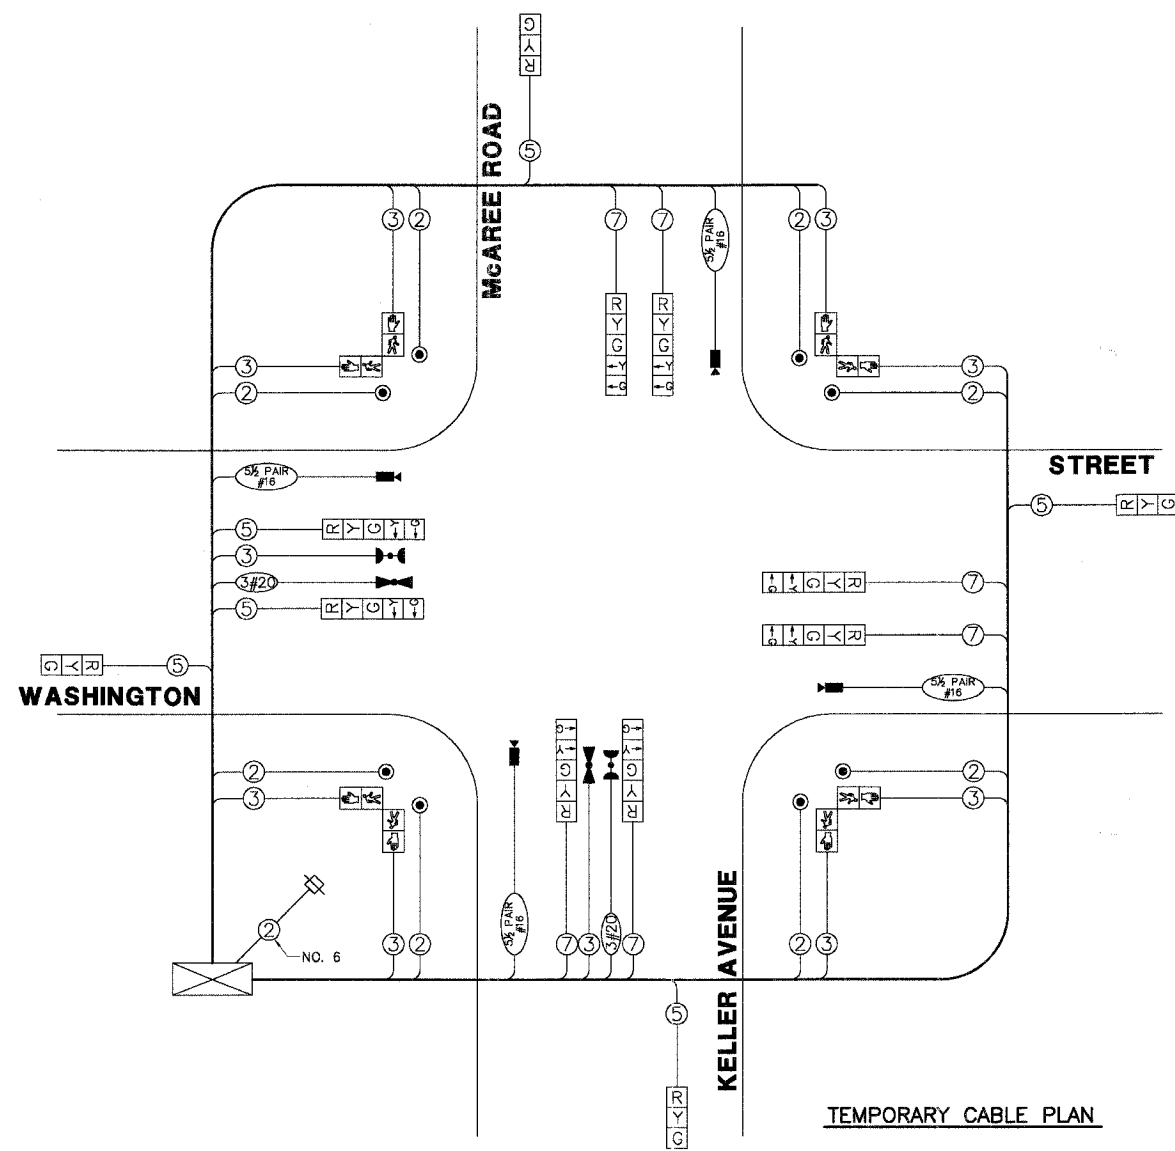 G Y R
McAREE ROAD
5
3
2
7
7
5½ PAIR
#16
2
3
R Y G ←Y ←G
R Y G ←Y ←G
3
2
3
2
5½ PAIR
#16
STREET
5
R Y G
5
R Y G ←Y ←G
3
3#20
5
R Y G ←Y ←G
←G ←Y G Y R
7
←G ←Y G Y R
7
G Y R
5
WASHINGTON
5½ PAIR
#16
2
3
2
3
←G ←Y G Y R
←G ←Y G Y R
2
NO. 6
3
2
5½ PAIR
#16
7
3
3#20
7
2
3
KELLER AVENUE
5
R Y G
TEMPORARY CABLE PLAN